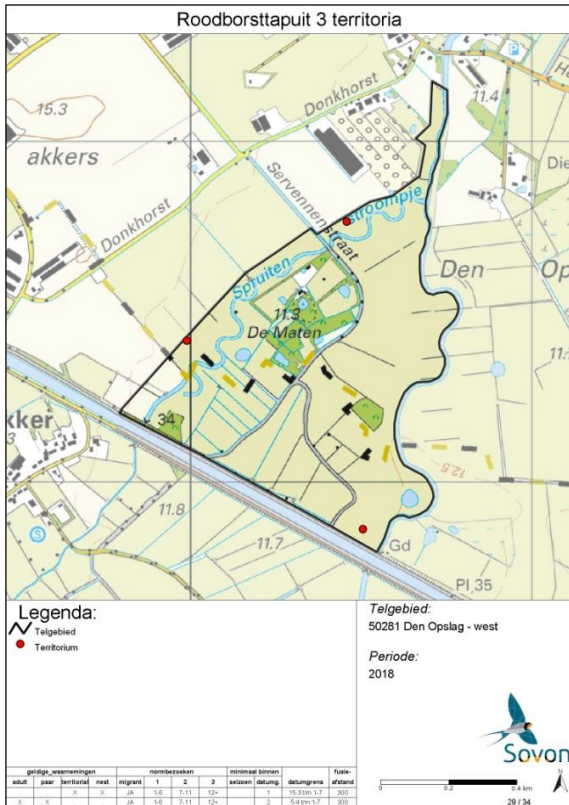 Roodborsttapuit 3 territoria
15.3
akkers
Donkhorst
11.4
P
Die
Servennenstraat
Donkhorst
stroompje
Spruiten
Den
Op
11.3
De Maten
kker
34
12.5
11.8
11.7
Gd
Pl,35
S
Legenda:
Telgebied
Territorium
Telgebied:
50281 Den Opslag - west
Periode:
2018
Sovon
0 0.2 0.4 km
29 / 34
geldige_waarnemingen normbezoeken minimaal binnen fusie-
adult paar territorial nest migrant 1 2 3 seizoen datumg. datumgrens afstand
. . X X JA 1-6 7-11 12+ . 1 15-3 t/m 1-7 300
X X . . JA 1-6 7-11 12+ . 2 5-4 t/m 1-7 300